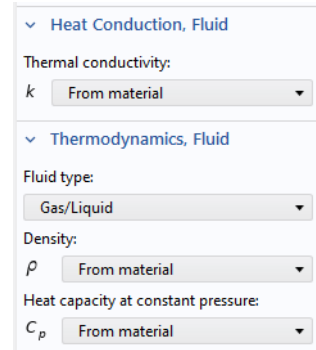 Heat Conduction, Fluid
Thermal conductivity:
k From material
Thermodynamics, Fluid
Fluid type:
Gas/Liquid
Density:
ρ From material
Heat capacity at constant pressure:
Cp From material